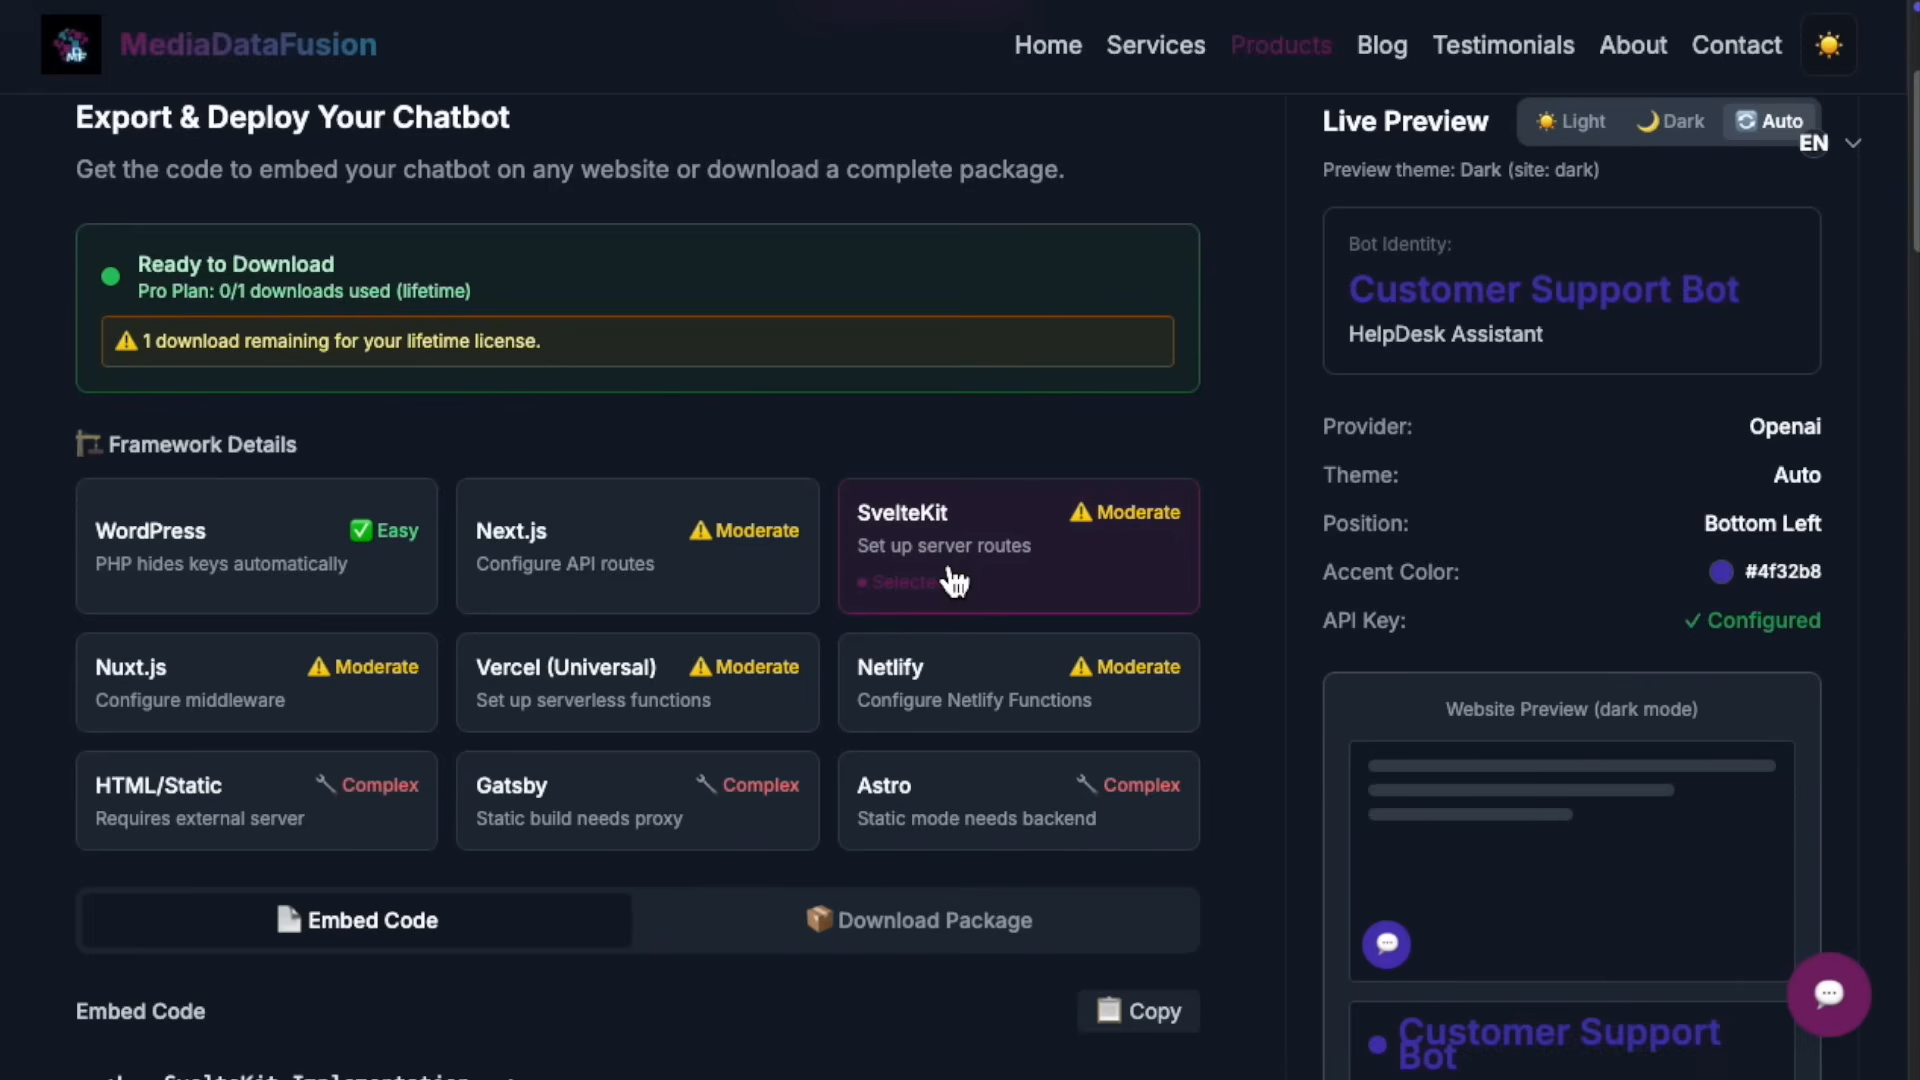 MediaDataFusion
Home
Services
Products
Blog
Testimonials
About
Contact
Export & Deploy Your Chatbot
Get the code to embed your chatbot on any website or download a complete package.
Ready to Download
Pro Plan: 0/1 downloads used (lifetime)
1 download remaining for your lifetime license.
Framework Details
WordPress
Easy
PHP hides keys automatically
Next.js
Moderate
Configure API routes
SvelteKit
Moderate
Set up server routes
Nuxt.js
Moderate
Configure middleware
Vercel (Universal)
Moderate
Set up serverless functions
Netlify
Moderate
Configure Netlify Functions
HTML/Static
Complex
Requires external server
Gatsby
Complex
Static build needs proxy
Astro
Complex
Static mode needs backend
Embed Code
Download Package
Embed Code
Copy
SvelteKit Implementation
Live Preview
Light
Dark
Auto
EN
Preview theme: Dark (site: dark)
Bot Identity:
Customer Support Bot
HelpDesk Assistant
Provider:
Openai
Theme:
Auto
Position:
Bottom Left
Accent Color:
#4f32b8
API Key:
✓ Configured
Website Preview (dark mode)
Customer Support
Bot